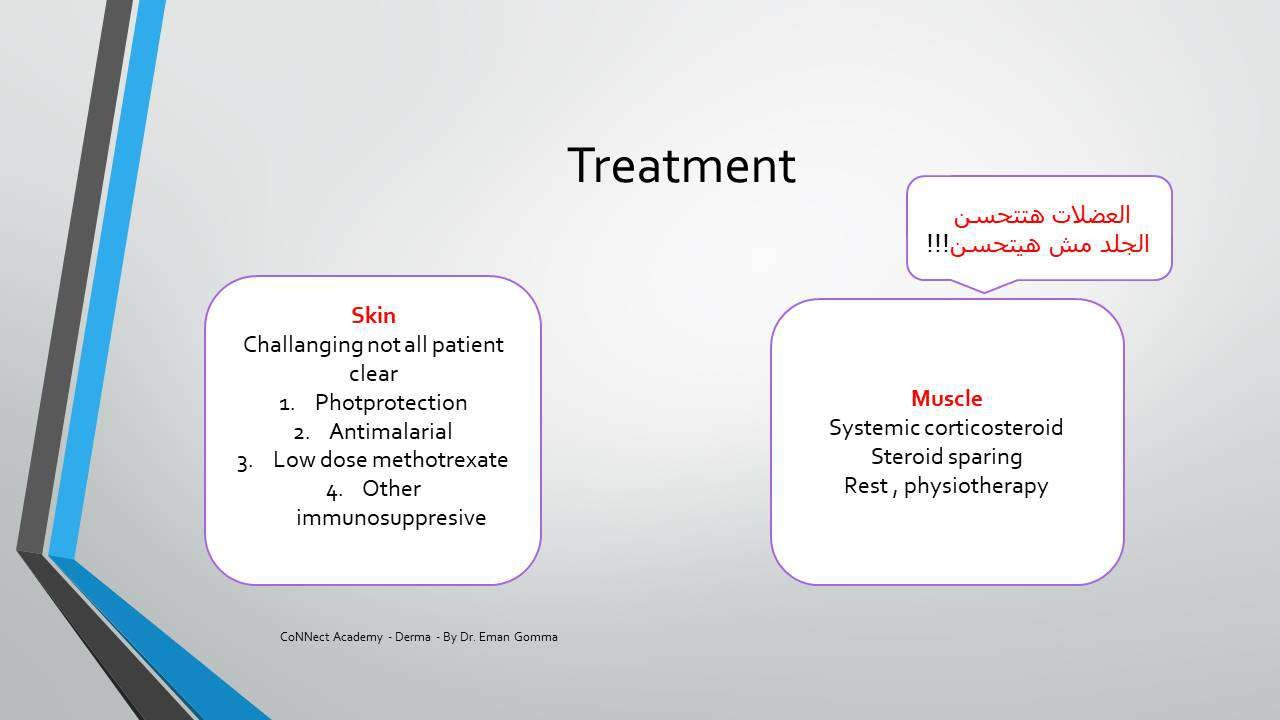 Treatment
العضلات هتتحسن
الجلد مش هيتحسن!!!
Skin
Challanging not all patient
clear
1. Photprotection
2. Antimalarial
3. Low dose methotrexate
4. Other
immunosuppresive
Muscle
Systemic corticosteroid
Steroid sparing
Rest , physiotherapy
CoNNect Academy - Derma - By Dr. Eman Gomma